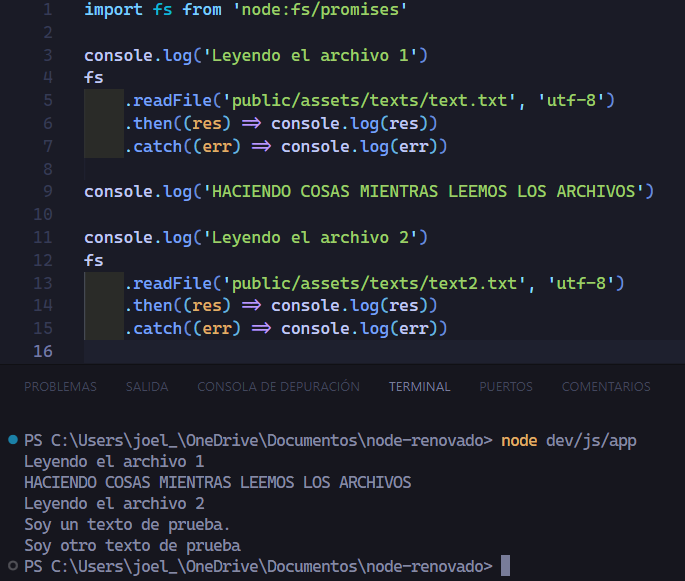 1 import fs from 'node:fs/promises'
2
3 console.log('Leyendo el archivo 1')
4 fs
5 .readFile('public/assets/texts/text.txt', 'utf-8')
6 .then((res) => console.log(res))
7 .catch((err) => console.log(err))
8
9 console.log('HACIENDO COSAS MIENTRAS LEEMOS LOS ARCHIVOS')
10
11 console.log('Leyendo el archivo 2')
12 fs
13 .readFile('public/assets/texts/text2.txt', 'utf-8')
14 .then((res) => console.log(res))
15 .catch((err) => console.log(err))
16
PROBLEMAS SALIDA CONSOLA DE DEPURACIÓN TERMINAL PUERTOS COMENTARIOS
PS C:\Users\joel_\OneDrive\Documentos\node-renovado> node dev/js/app
Leyendo el archivo 1
HACIENDO COSAS MIENTRAS LEEMOS LOS ARCHIVOS
Leyendo el archivo 2
Soy un texto de prueba.
Soy otro texto de prueba
PS C:\Users\joel_\OneDrive\Documentos\node-renovado>